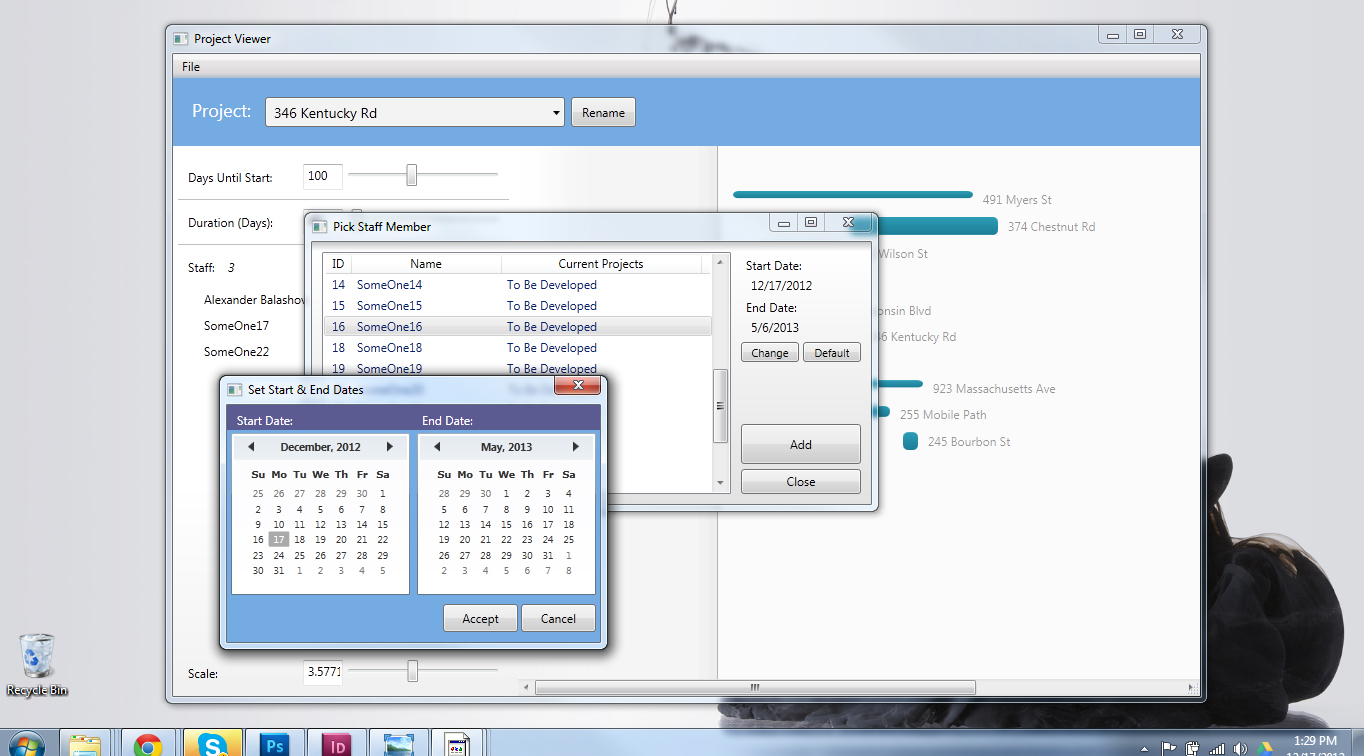 Project Viewer
File
Project: 346 Kentucky Rd Rename
Days Until Start: 100
Duration (Days):
Staff: 3
Alexander Balashov
SomeOne17
SomeOne22
Scale: 3.5771
491 Myers St
374 Chestnut Rd
Wilson St
Blvd
Kentucky Rd
923 Massachusetts Ave
255 Mobile Path
245 Bourbon St
Pick Staff Member
ID Name Current Projects
14 SomeOne14 To Be Developed
15 SomeOne15 To Be Developed
16 SomeOne16 To Be Developed
18 SomeOne18 To Be Developed
19 SomeOne19 To Be Developed
Start Date:
12/17/2012
End Date:
5/6/2013
Change Default
Add
Close
Set Start & End Dates
Start Date: End Date:
December, 2012
Su Mo Tu We Th Fr Sa
25 26 27 28 29 30 1
2 3 4 5 6 7 8
9 10 11 12 13 14 15
16 17 18 19 20 21 22
23 24 25 26 27 28 29
30 31 1 2 3 4 5
May, 2013
Su Mo Tu We Th Fr Sa
28 29 30 1 2 3 4
5 6 7 8 9 10 11
12 13 14 15 16 17 18
19 20 21 22 23 24 25
26 27 28 29 30 31 1
2 3 4 5 6 7 8
Accept Cancel
Recycle Bin
Ps
Id
1:29 PM
12/17/2012